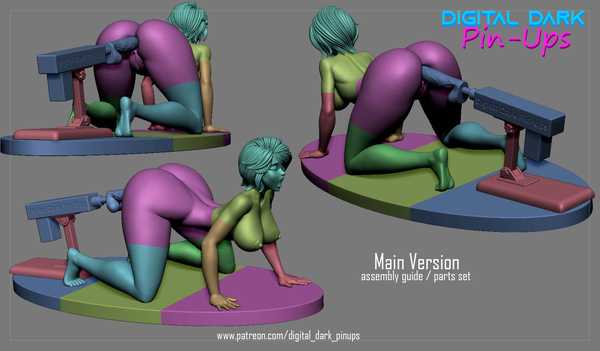 DIGITAL DARK
Pin-Ups
Main Version
assembly guide / parts set
www.patreon.com/digital_dark_pinups